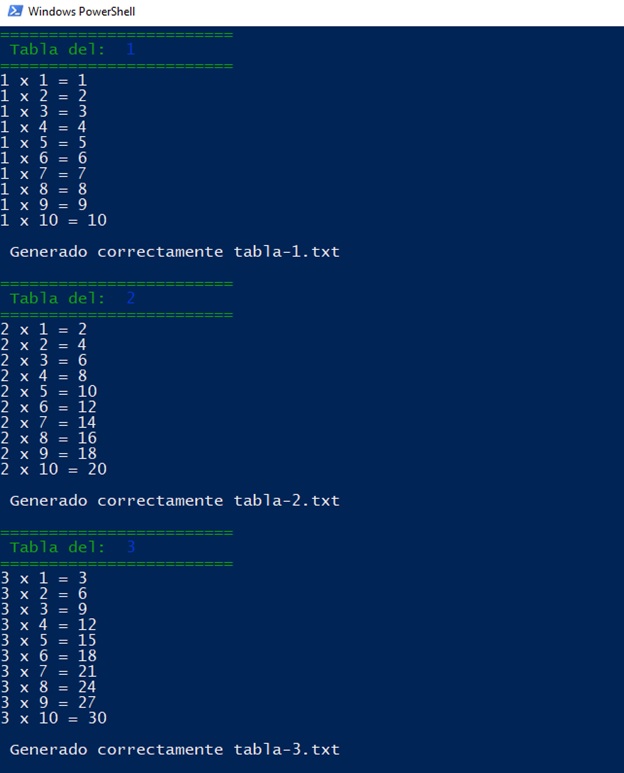 Windows PowerShell
========================
Tabla del:  1
========================
1 x 1 = 1
1 x 2 = 2
1 x 3 = 3
1 x 4 = 4
1 x 5 = 5
1 x 6 = 6
1 x 7 = 7
1 x 8 = 8
1 x 9 = 9
1 x 10 = 10
Generado correctamente tabla-1.txt
========================
Tabla del:  2
========================
2 x 1 = 2
2 x 2 = 4
2 x 3 = 6
2 x 4 = 8
2 x 5 = 10
2 x 6 = 12
2 x 7 = 14
2 x 8 = 16
2 x 9 = 18
2 x 10 = 20
Generado correctamente tabla-2.txt
========================
Tabla del:  3
========================
3 x 1 = 3
3 x 2 = 6
3 x 3 = 9
3 x 4 = 12
3 x 5 = 15
3 x 6 = 18
3 x 7 = 21
3 x 8 = 24
3 x 9 = 27
3 x 10 = 30
Generado correctamente tabla-3.txt